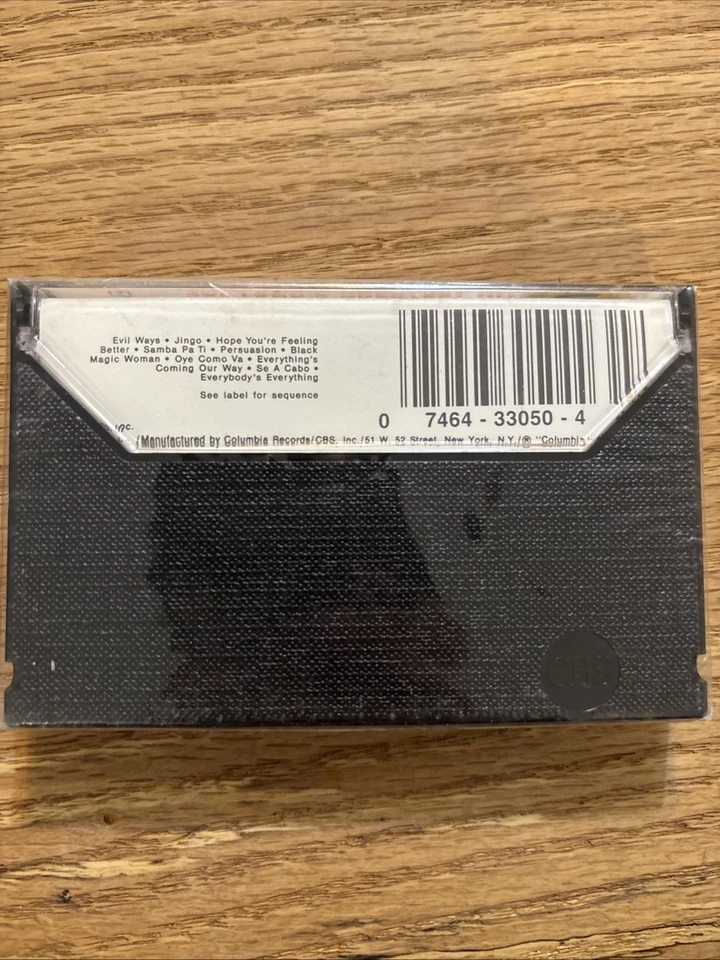 Evil Ways • Jingo • Hope You're Feeling
Better • Samba Pa Ti • Persuasion • Black
Magic Woman • Oye Como Va • Everything's
Coming Our Way • Se A Cabo •
Everybody's Everything
See label for sequence
0 7464 - 33050 - 4
Inc.
/Manufactured by Columbia Records/CBS, Inc./51 W. 52 Street, New York, N.Y./® "Columbia"
CBS